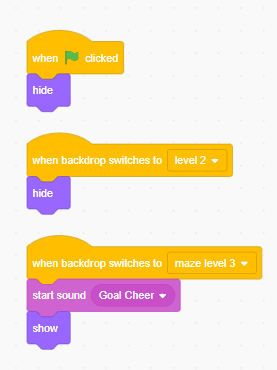 when clicked
hide
when backdrop switches to level 2
hide
when backdrop switches to maze level 3
start sound Goal Cheer
show